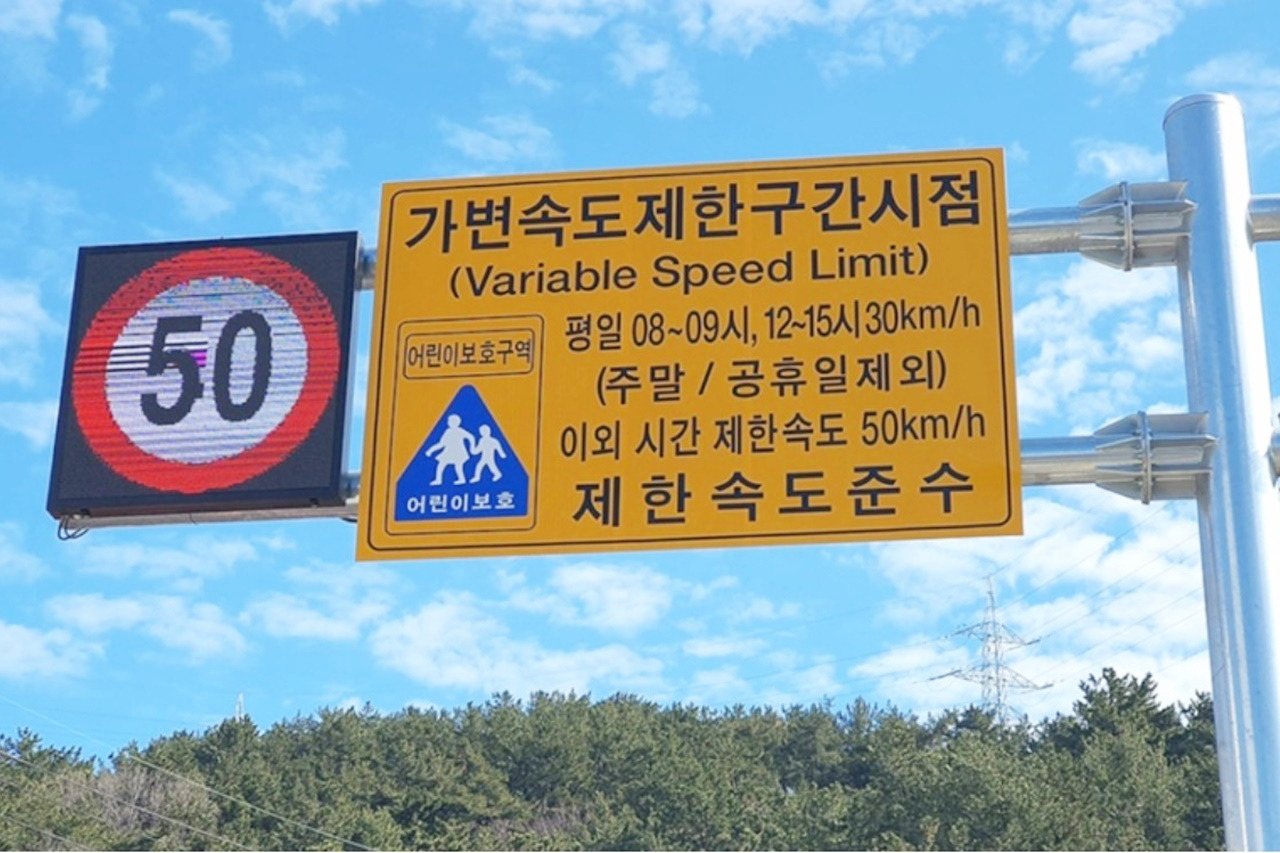 50
가변속도제한구간시점
(Variable Speed Limit)
어린이보호구역
어린이보호
평일 08~09시, 12~15시 30km/h
(주말 / 공휴일제외)
이외 시간 제한속도 50km/h
제한속도준수